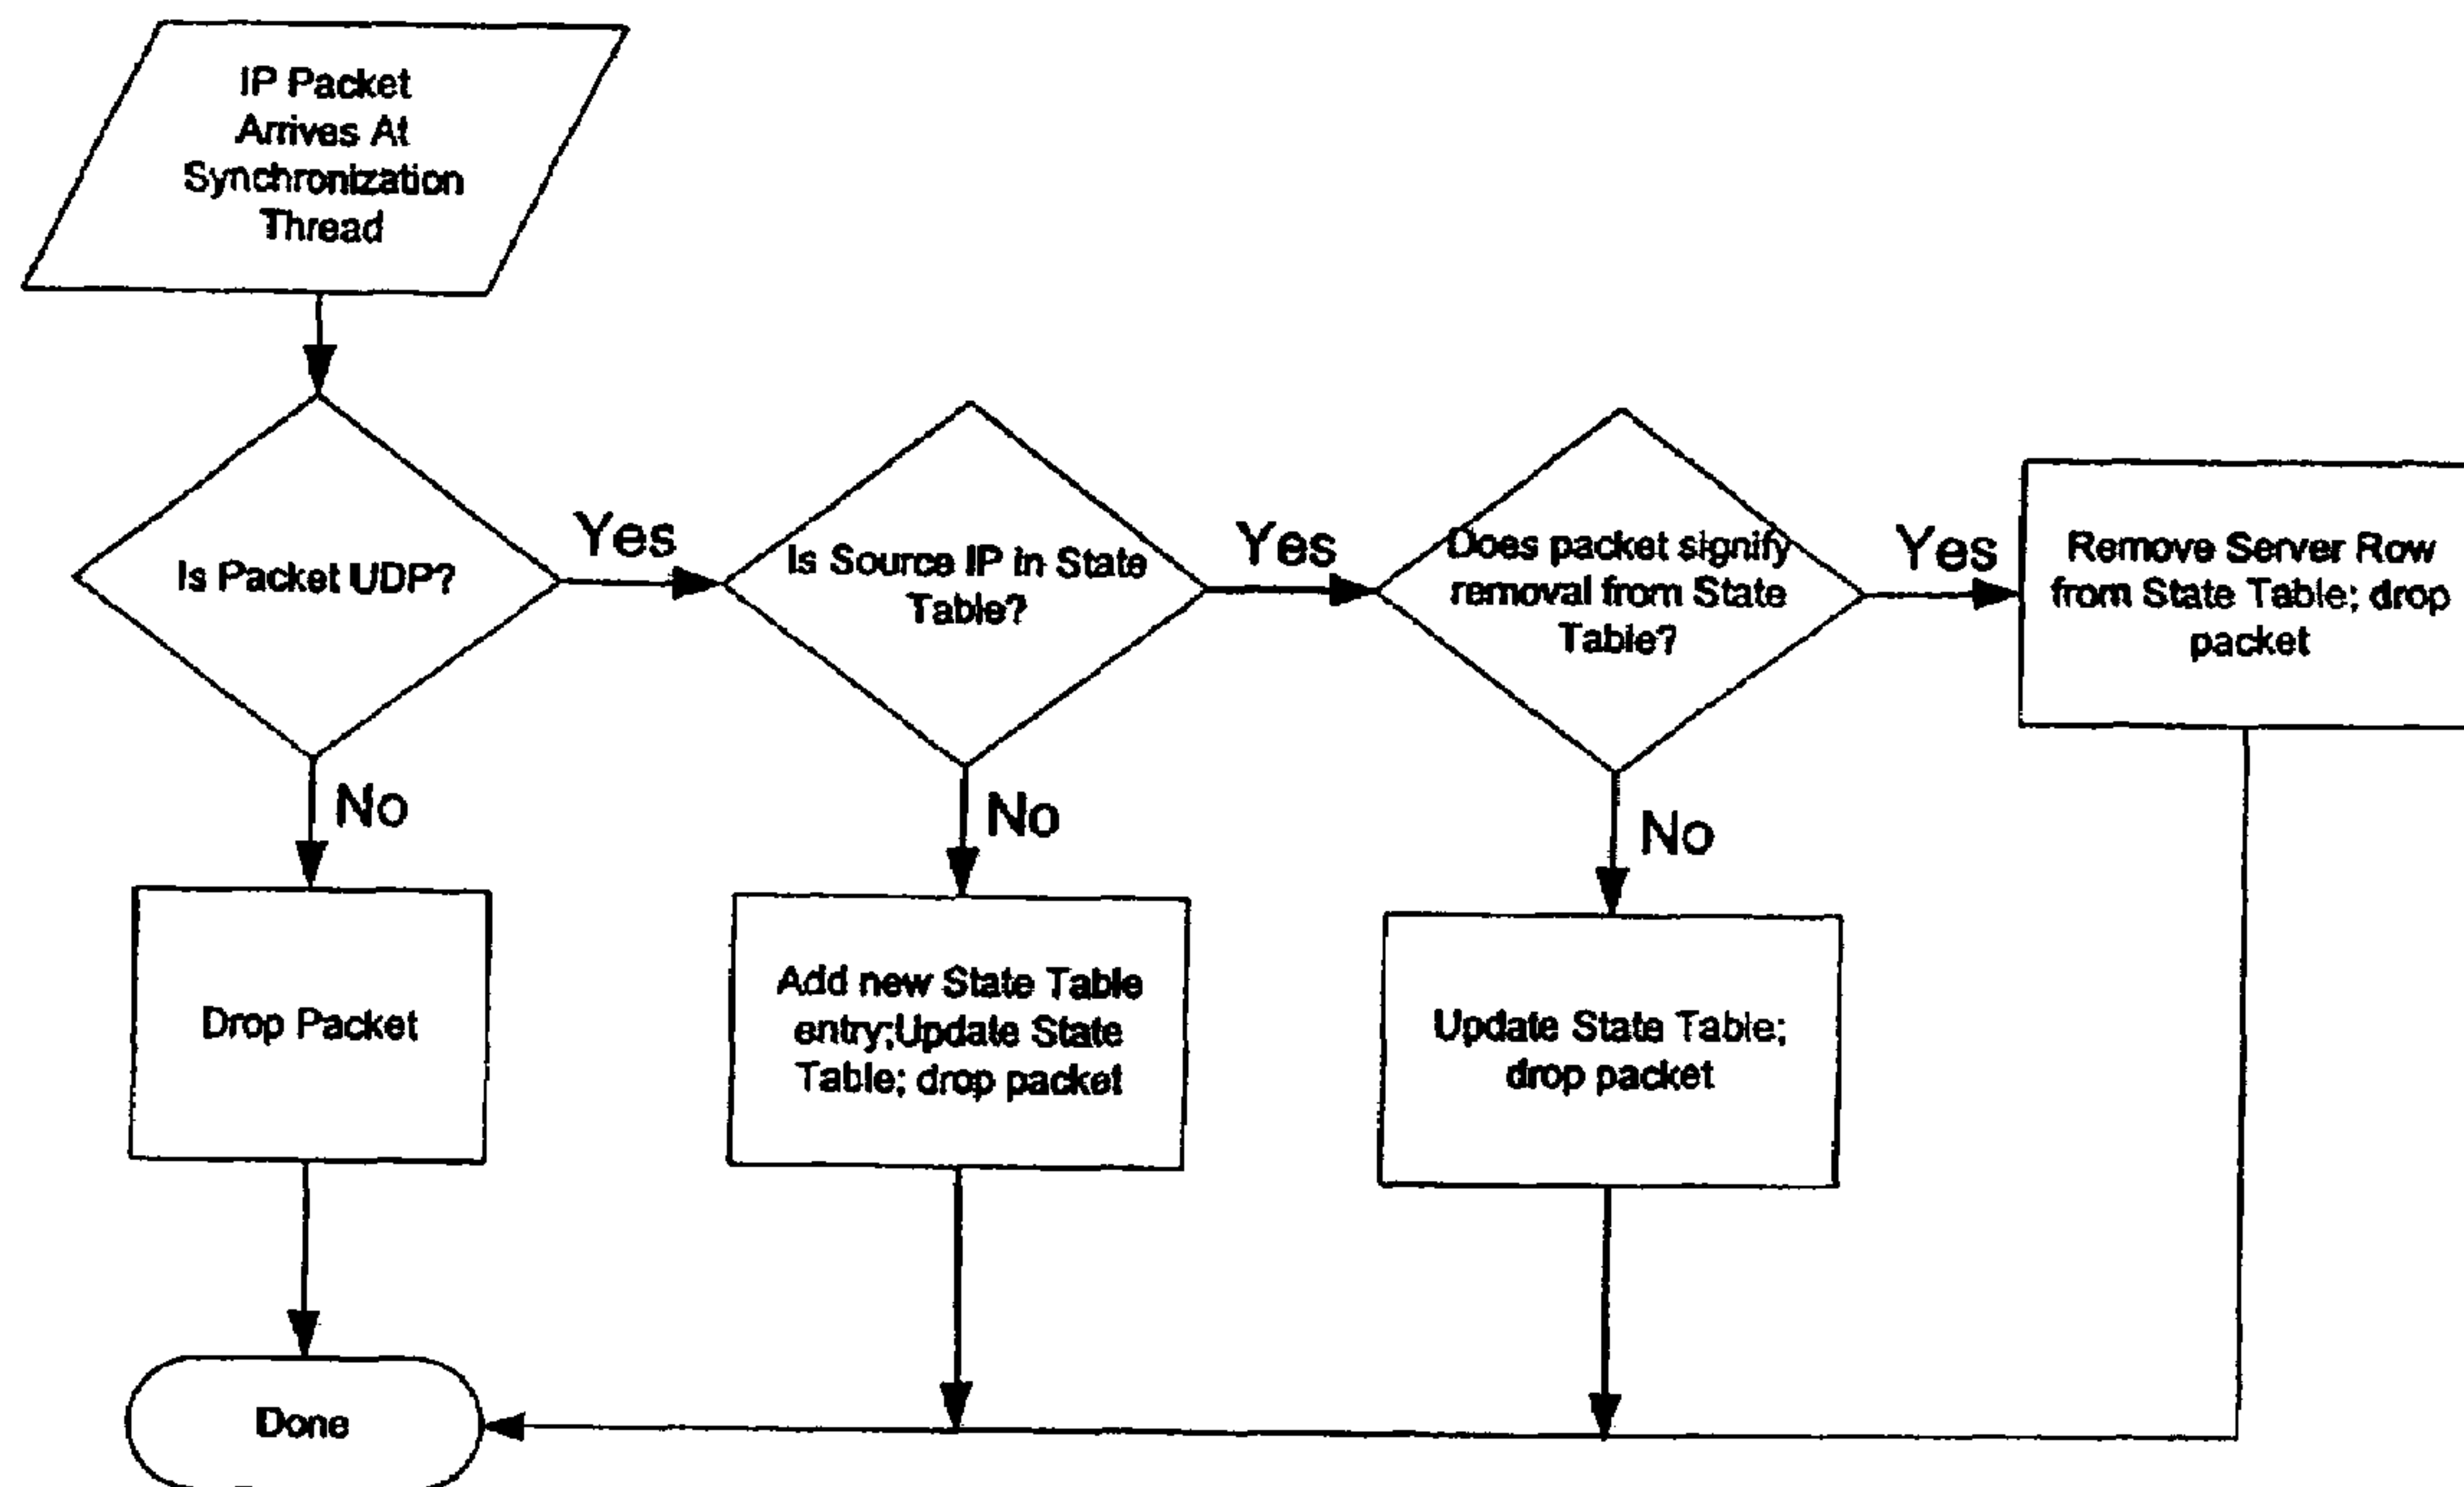 IP Packet
Arrives At
Synchronization
Thread
Is Packet UDP?
Yes
Is Source IP in State
Table?
Yes
Does packet signify
removal from State
Table?
Yes
Remove Server Row
from State Table; drop
packet
No
No
No
Drop Packet
Add new State Table
entry;Update State
Table; drop packet
Update State Table;
drop packet
Done